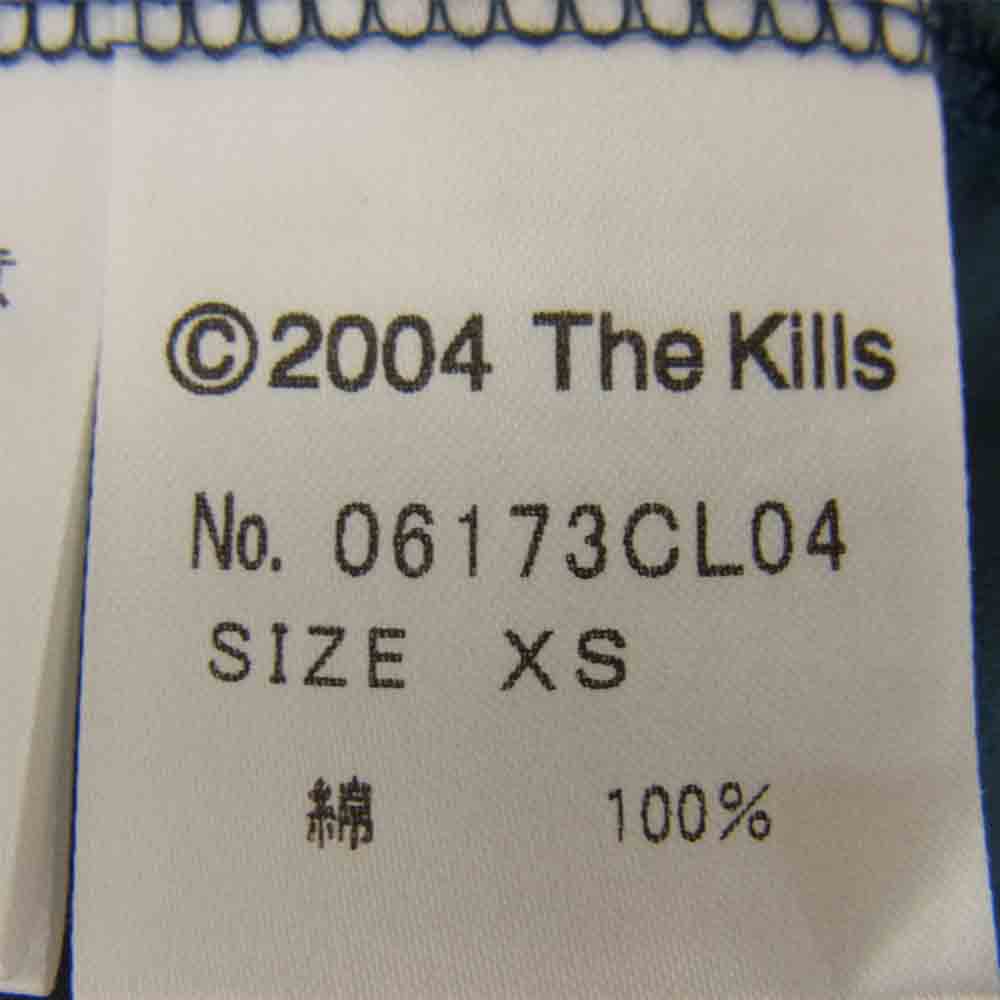 ©2004 The Kills
No. 06173CL04
SIZE XS
綿 100%